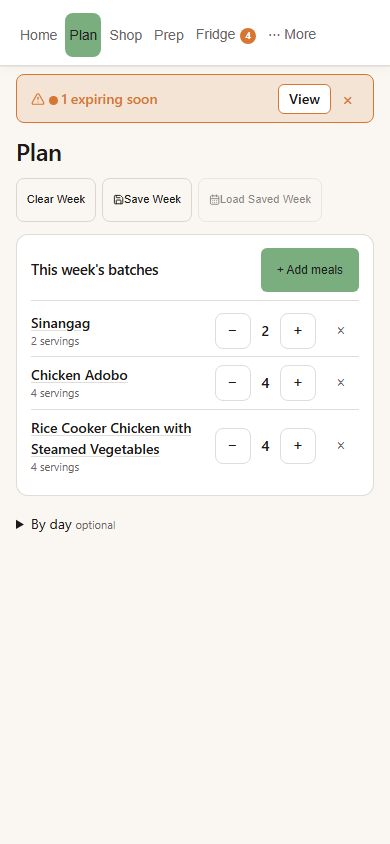 Home Plan Shop Prep Fridge 4 ··· More
1 expiring soon View ×
Plan
Clear Week Save Week Load Saved Week
This week's batches + Add meals
Sinangag
2 servings
− 2 + ×
Chicken Adobo
4 servings
− 4 + ×
Rice Cooker Chicken with
Steamed Vegetables
4 servings
− 4 + ×
By day optional